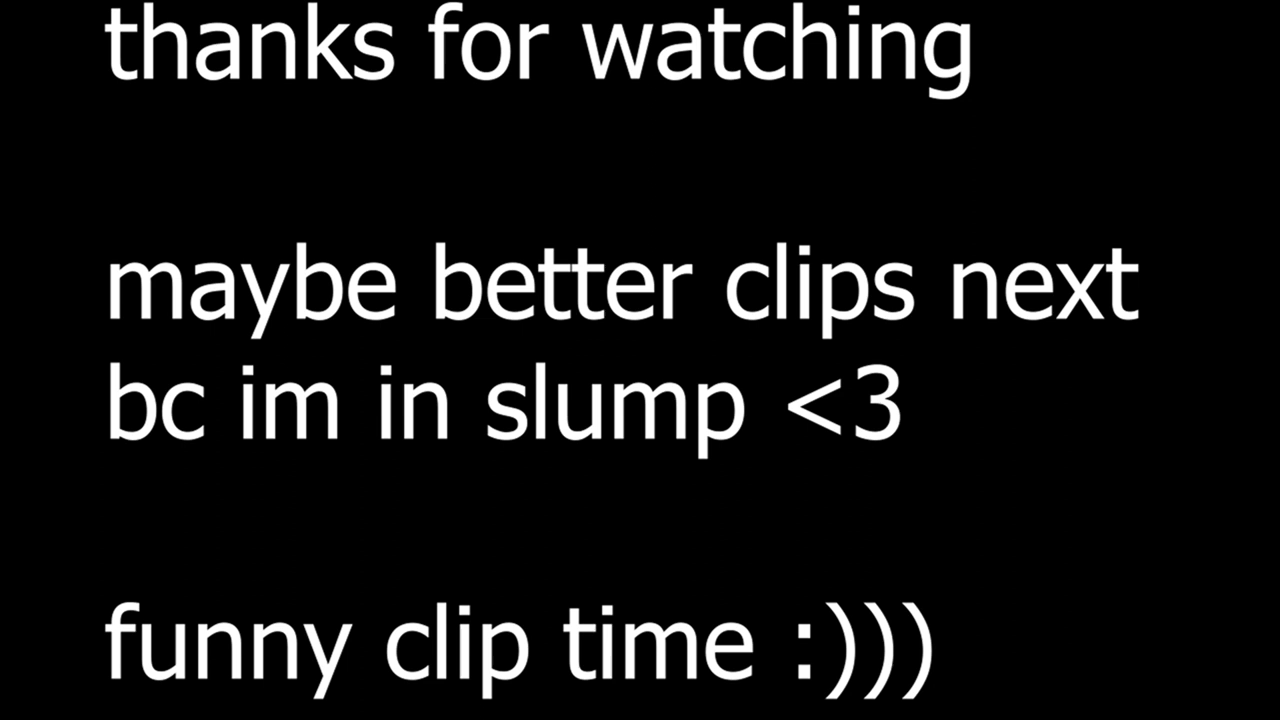 thanks for watching
maybe better clips next
bc im in slump <3
funny clip time :)))